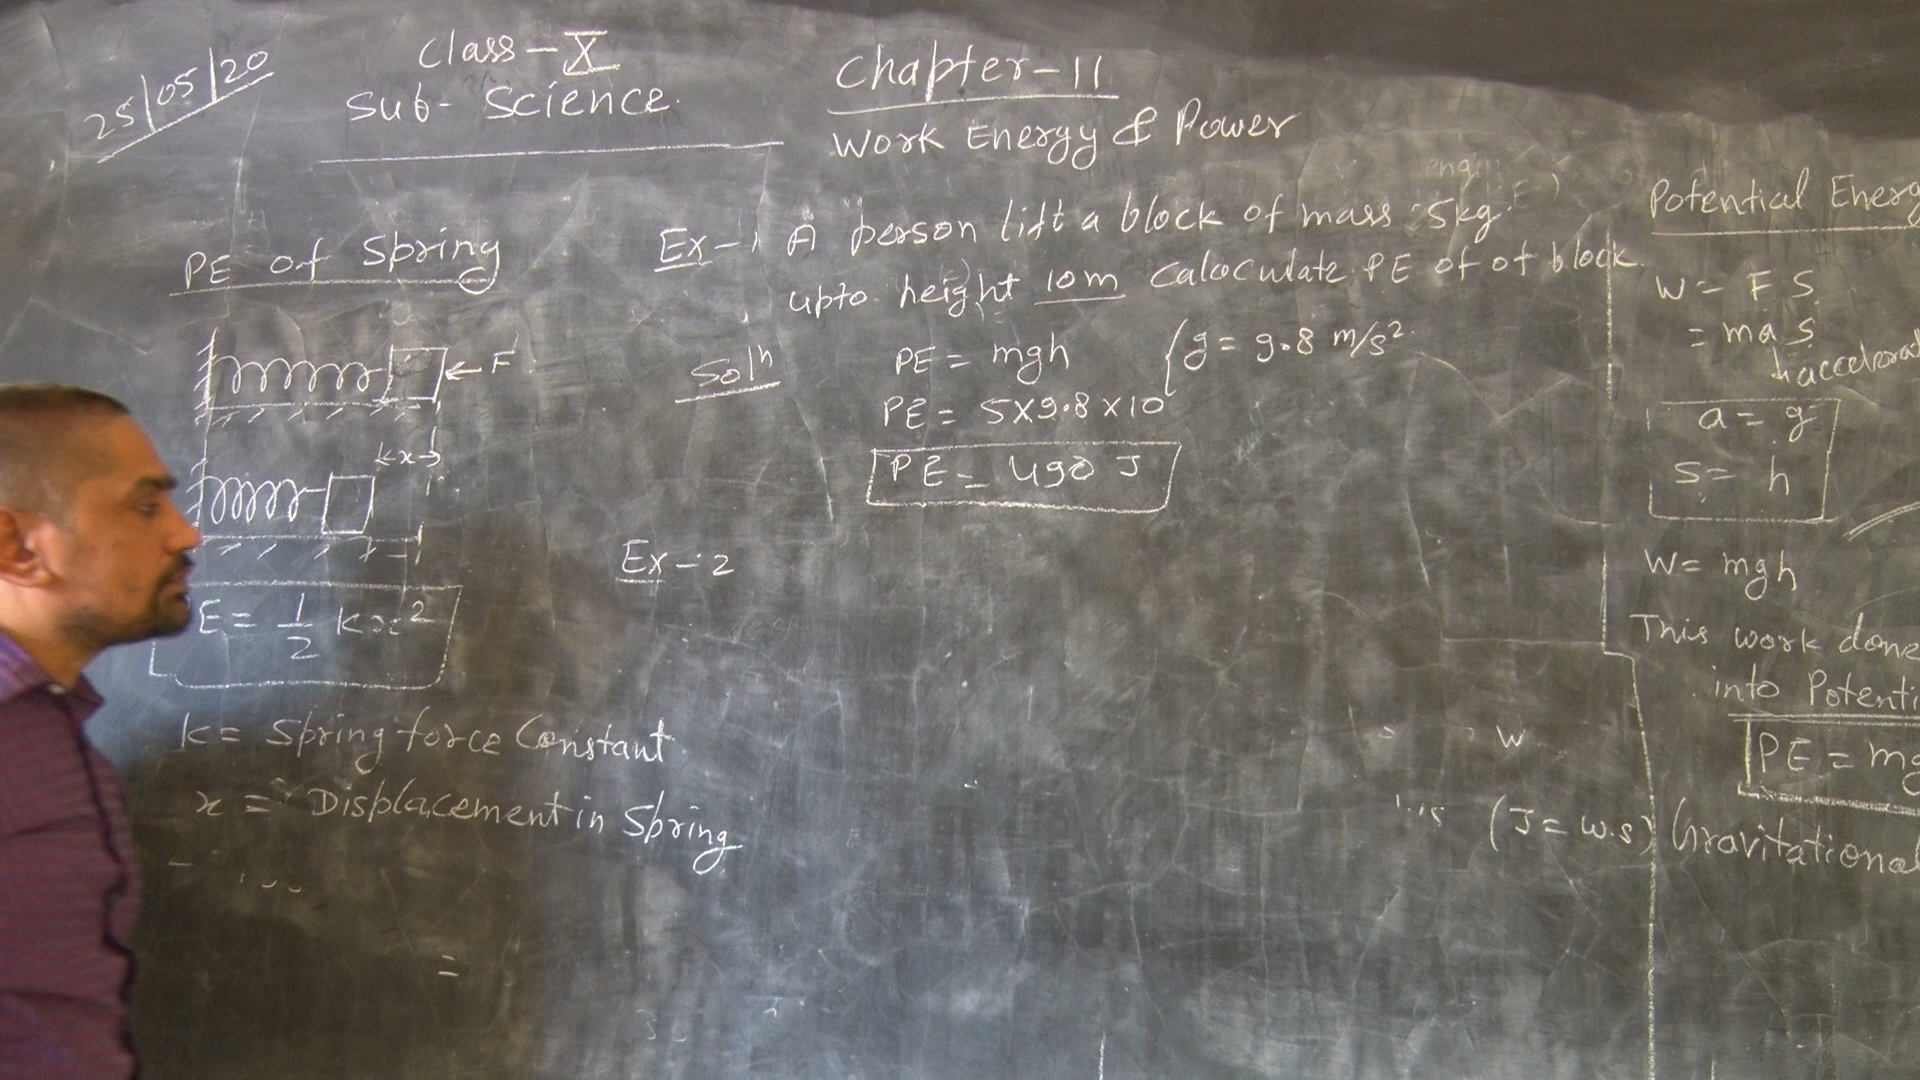 25/05/20
Class - X
Sub- Science.
Chapter-11
Work Energy & Power
PE of Spring
← F
x
E = 1/2 kx²
k = Spring force Constant
x = Displacement in Spring
Ex-1 A person lift a block of mass 5kg.
upto height 10m Caloculate PE of of block.
Solⁿ
PE = mgh
{g = 9.8 m/s²
PE = 5x9.8x10
PE = 490 J
Ex-2
W
(J = W.S)
Potential Energ
W = F S
= ma S
accelerat
a = g
s = h
W = mgh
This work done
into Potenti
PE = mg
Gravitational